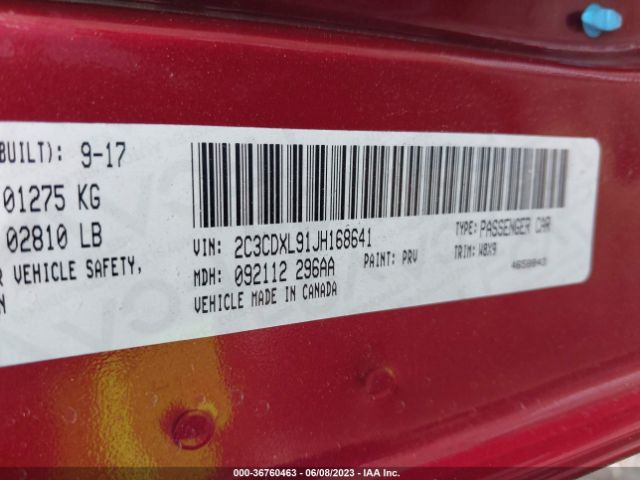 BUILT): 9-17
01275 KG
02810 LB
R VEHICLE SAFETY,
N
VIN: 2C3CDXL91JH168641
MDH: 092112 296AA
PAINT: PRV
VEHICLE MADE IN CANADA
TYPE: PASSENGER CAR
TRIM: W8X9
000-36760463 - 06/08/2023 - IAA Inc.